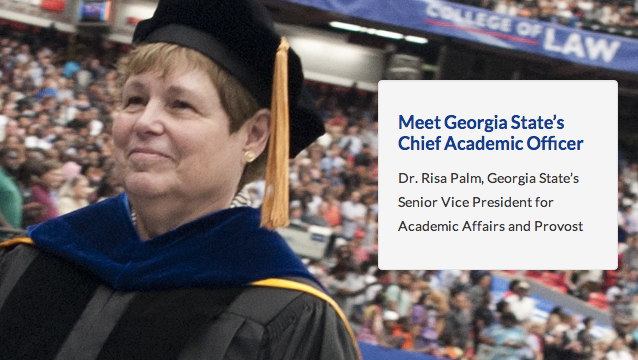 COLLEGE OF LAW
Meet Georgia State's
Chief Academic Officer
Dr. Risa Palm, Georgia State's
Senior Vice President for
Academic Affairs and Provost